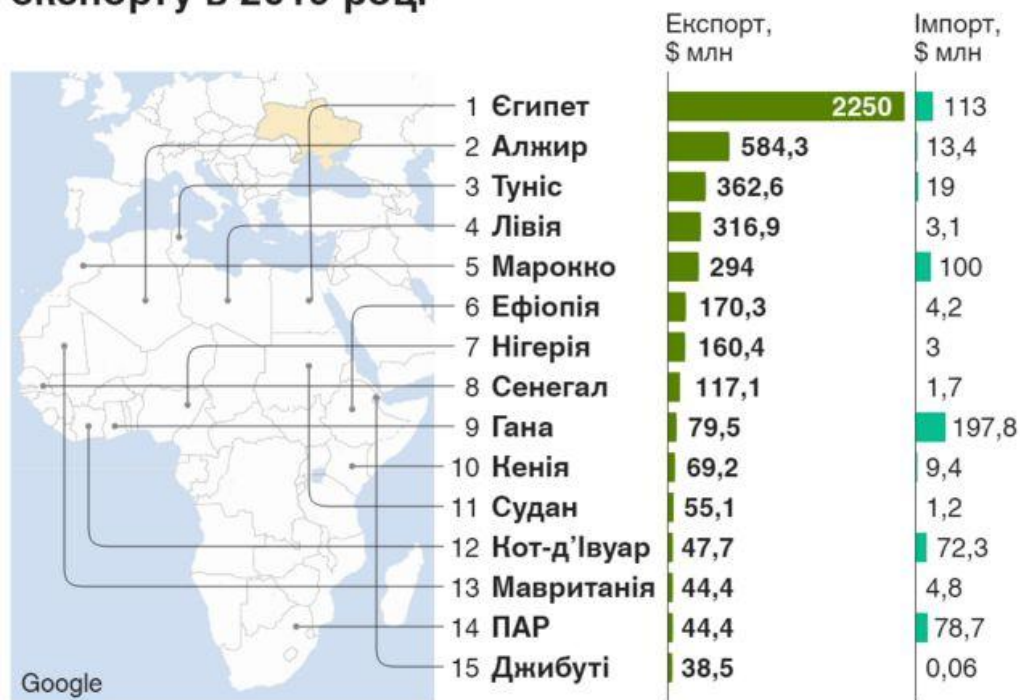 Експорт, $ млн
Імпорт, $ млн
1 Єгипет 2250 113
2 Алжир 584,3 13,4
3 Туніс 362,6 19
4 Лівія 316,9 3,1
5 Марокко 294 100
6 Ефіопія 170,3 4,2
7 Нігерія 160,4 3
8 Сенегал 117,1 1,7
9 Гана 79,5 197,8
10 Кенія 69,2 9,4
11 Судан 55,1 1,2
12 Кот-д’Івуар 47,7 72,3
13 Мавританія 44,4 4,8
14 ПАР 44,4 78,7
15 Джибуті 38,5 0,06
Google